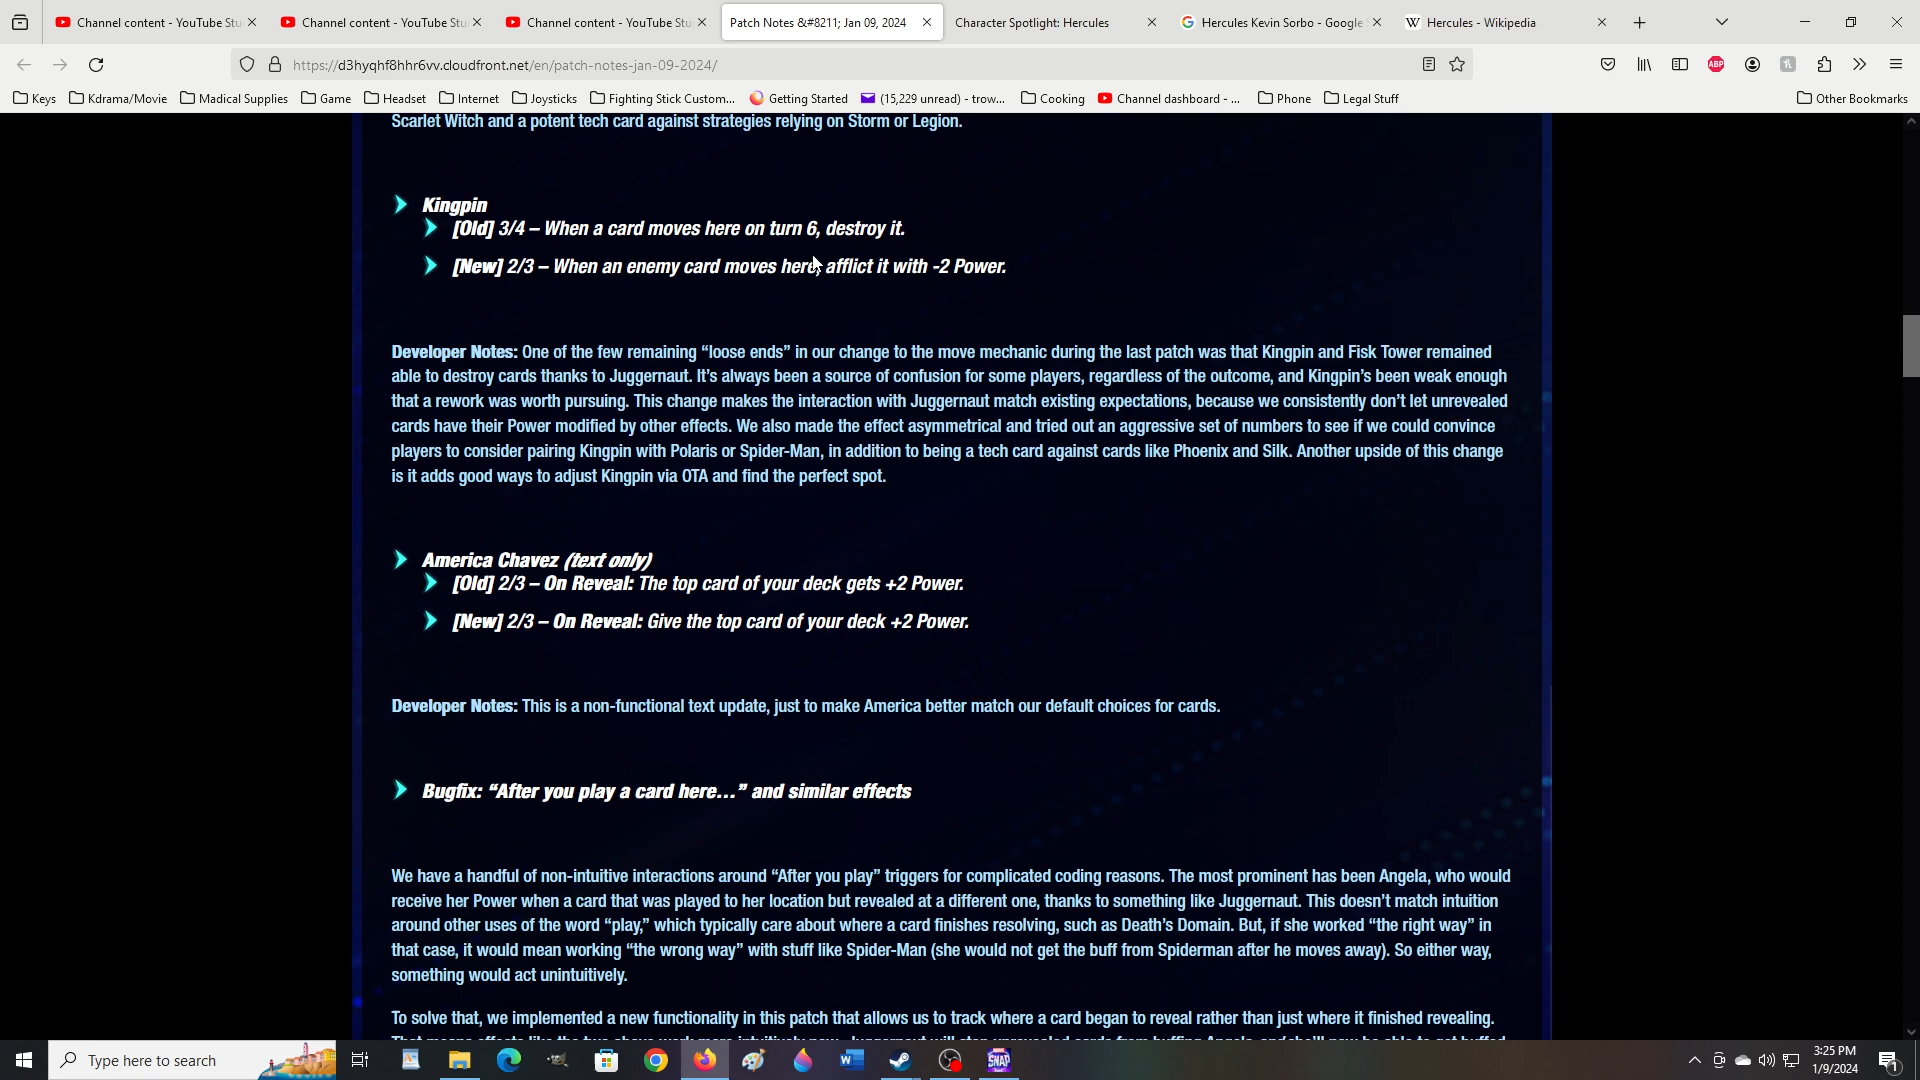 Channel content - YouTube Stu
Channel content - YouTube Stu
Channel content - YouTube Stu
Patch Notes &#8211; Jan 09, 2024
Character Spotlight: Hercules
Hercules Kevin Sorbo - Google
Hercules - Wikipedia
https://d3hyqhf8hhr6vv.cloudfront.net/en/patch-notes-jan-09-2024/
ABP
Keys
Kdrama/Movie
Madical Supplies
Game
Headset
Internet
Joysticks
Fighting Stick Custom...
Getting Started
(15,229 unread) - trow...
Cooking
Channel dashboard - ...
Phone
Legal Stuff
Other Bookmarks
Scarlet Witch and a potent tech card against strategies relying on Storm or Legion.
Kingpin
[Old] 3/4 – When a card moves here on turn 6, destroy it.
[New] 2/3 – When an enemy card moves here, afflict it with -2 Power.
Developer Notes: One of the few remaining “loose ends” in our change to the move mechanic during the last patch was that Kingpin and Fisk Tower remained
able to destroy cards thanks to Juggernaut. It’s always been a source of confusion for some players, regardless of the outcome, and Kingpin’s been weak enough
that a rework was worth pursuing. This change makes the interaction with Juggernaut match existing expectations, because we consistently don’t let unrevealed
cards have their Power modified by other effects. We also made the effect asymmetrical and tried out an aggressive set of numbers to see if we could convince
players to consider pairing Kingpin with Polaris or Spider-Man, in addition to being a tech card against cards like Phoenix and Silk. Another upside of this change
is it adds good ways to adjust Kingpin via OTA and find the perfect spot.
America Chavez (text only)
[Old] 2/3 – On Reveal: The top card of your deck gets +2 Power.
[New] 2/3 – On Reveal: Give the top card of your deck +2 Power.
Developer Notes: This is a non-functional text update, just to make America better match our default choices for cards.
Bugfix: “After you play a card here…” and similar effects
We have a handful of non-intuitive interactions around “After you play” triggers for complicated coding reasons. The most prominent has been Angela, who would
receive her Power when a card that was played to her location but revealed at a different one, thanks to something like Juggernaut. This doesn’t match intuition
around other uses of the word “play,” which typically care about where a card finishes resolving, such as Death’s Domain. But, if she worked “the right way” in
that case, it would mean working “the wrong way” with stuff like Spider-Man (she would not get the buff from Spiderman after he moves away). So either way,
something would act unintuitively.
To solve that, we implemented a new functionality in this patch that allows us to track where a card began to reveal rather than just where it finished revealing.
Type here to search
SNAP
3:25 PM
1/9/2024
1